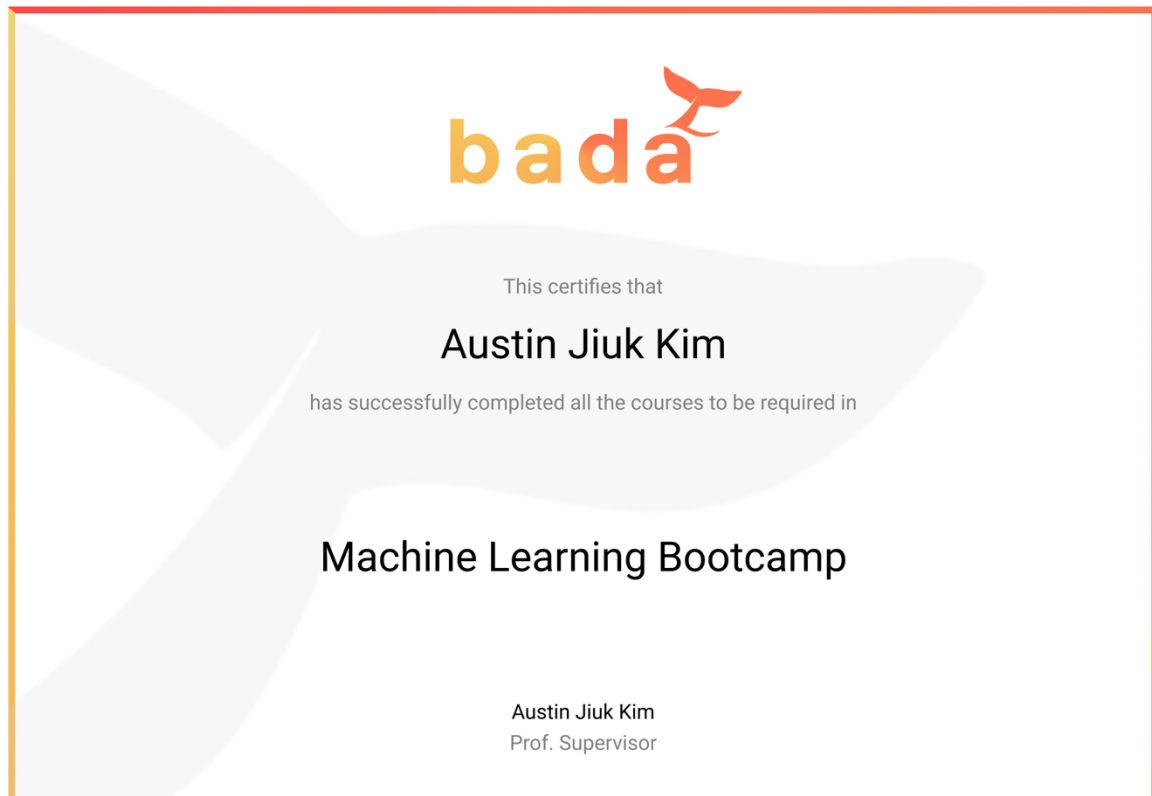 bada
This certifies that
Austin Jiuk Kim
has successfully completed all the courses to be required in
Machine Learning Bootcamp
Austin Jiuk Kim
Prof. Supervisor